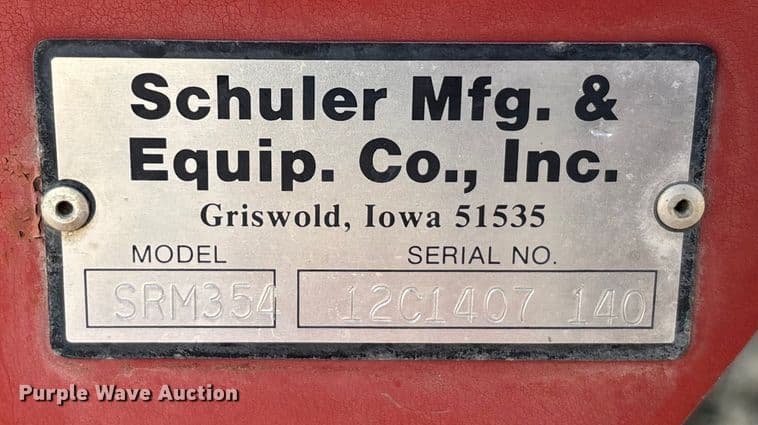 Schuler Mfg. &
Equip. Co., Inc.
Griswold, Iowa 51535
MODEL SERIAL NO.
SRM354 12C1407 140
Purple Wave Auction